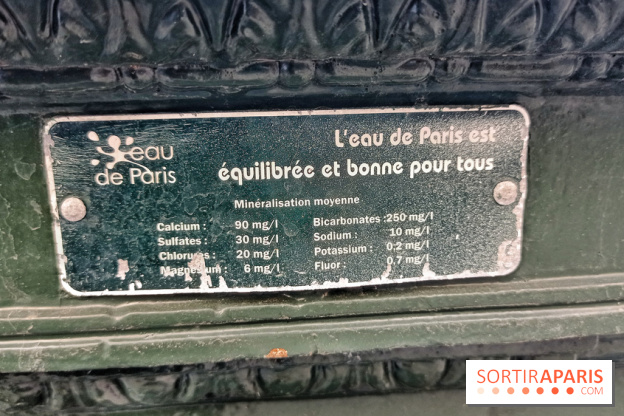 eau
de Paris
L'eau de Paris est
équilibrée et bonne pour tous
Minéralisation moyenne
Calcium : 90 mg/l
Sulfates : 30 mg/l
Chlorures : 20 mg/l
Magnésium : 6 mg/l
Bicarbonates :250 mg/l
Sodium : 10 mg/l
Potassium : 0,2 mg/l
Fluor : 0,7 mg/l
SORTIRAPARIS
.COM